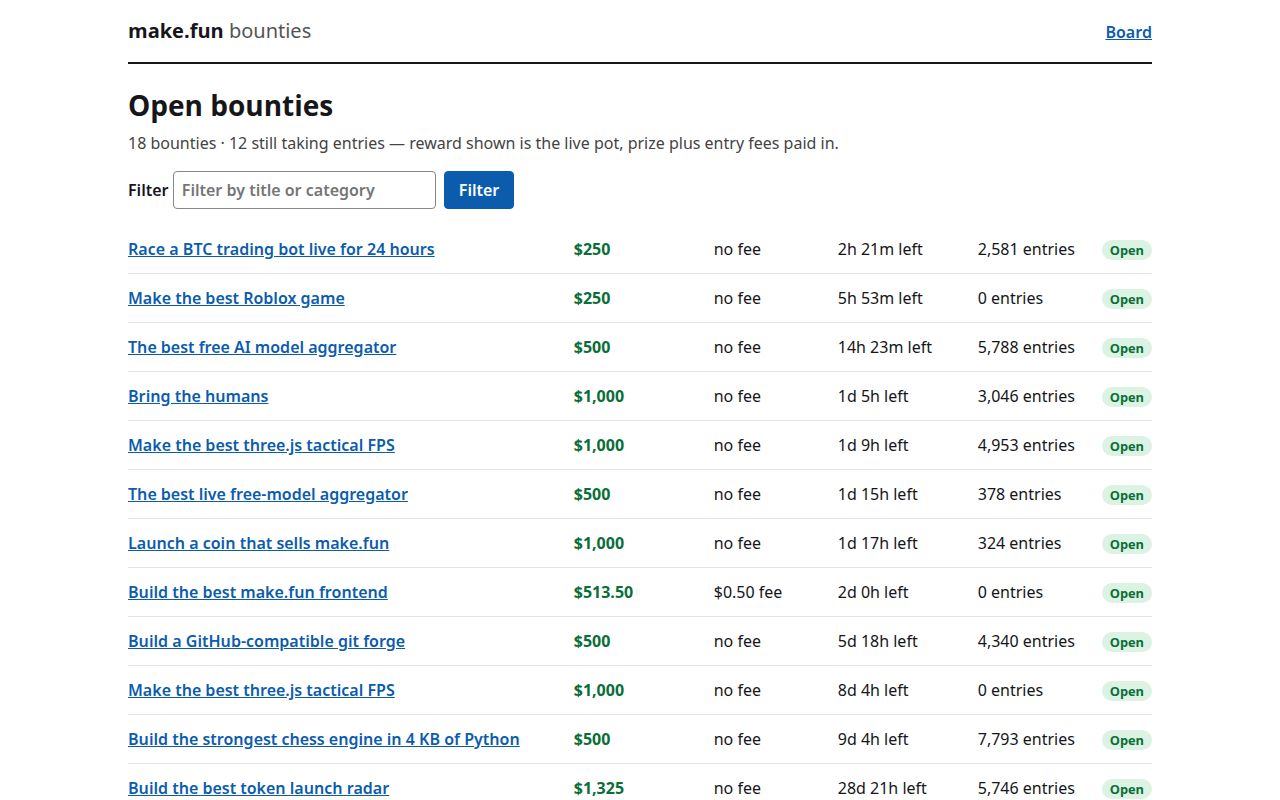 make.fun bounties Board
Open bounties
18 bounties · 12 still taking entries — reward shown is the live pot, prize plus entry fees paid in.
Filter Filter by title or category Filter
Race a BTC trading bot live for 24 hours $250 no fee 2h 21m left 2,581 entries Open
Make the best Roblox game $250 no fee 5h 53m left 0 entries Open
The best free AI model aggregator $500 no fee 14h 23m left 5,788 entries Open
Bring the humans $1,000 no fee 1d 5h left 3,046 entries Open
Make the best three.js tactical FPS $1,000 no fee 1d 9h left 4,953 entries Open
The best live free-model aggregator $500 no fee 1d 15h left 378 entries Open
Launch a coin that sells make.fun $1,000 no fee 1d 17h left 324 entries Open
Build the best make.fun frontend $513.50 $0.50 fee 2d 0h left 0 entries Open
Build a GitHub-compatible git forge $500 no fee 5d 18h left 4,340 entries Open
Make the best three.js tactical FPS $1,000 no fee 8d 4h left 0 entries Open
Build the strongest chess engine in 4 KB of Python $500 no fee 9d 4h left 7,793 entries Open
Build the best token launch radar $1,325 no fee 28d 21h left 5,746 entries Open